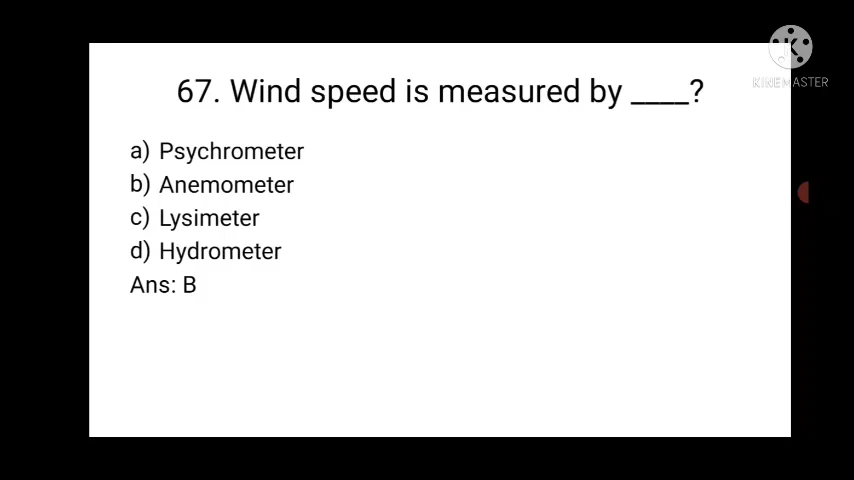 67. Wind speed is measured by ____?
a) Psychrometer
b) Anemometer
c) Lysimeter
d) Hydrometer
Ans: B
K
KINEMASTER